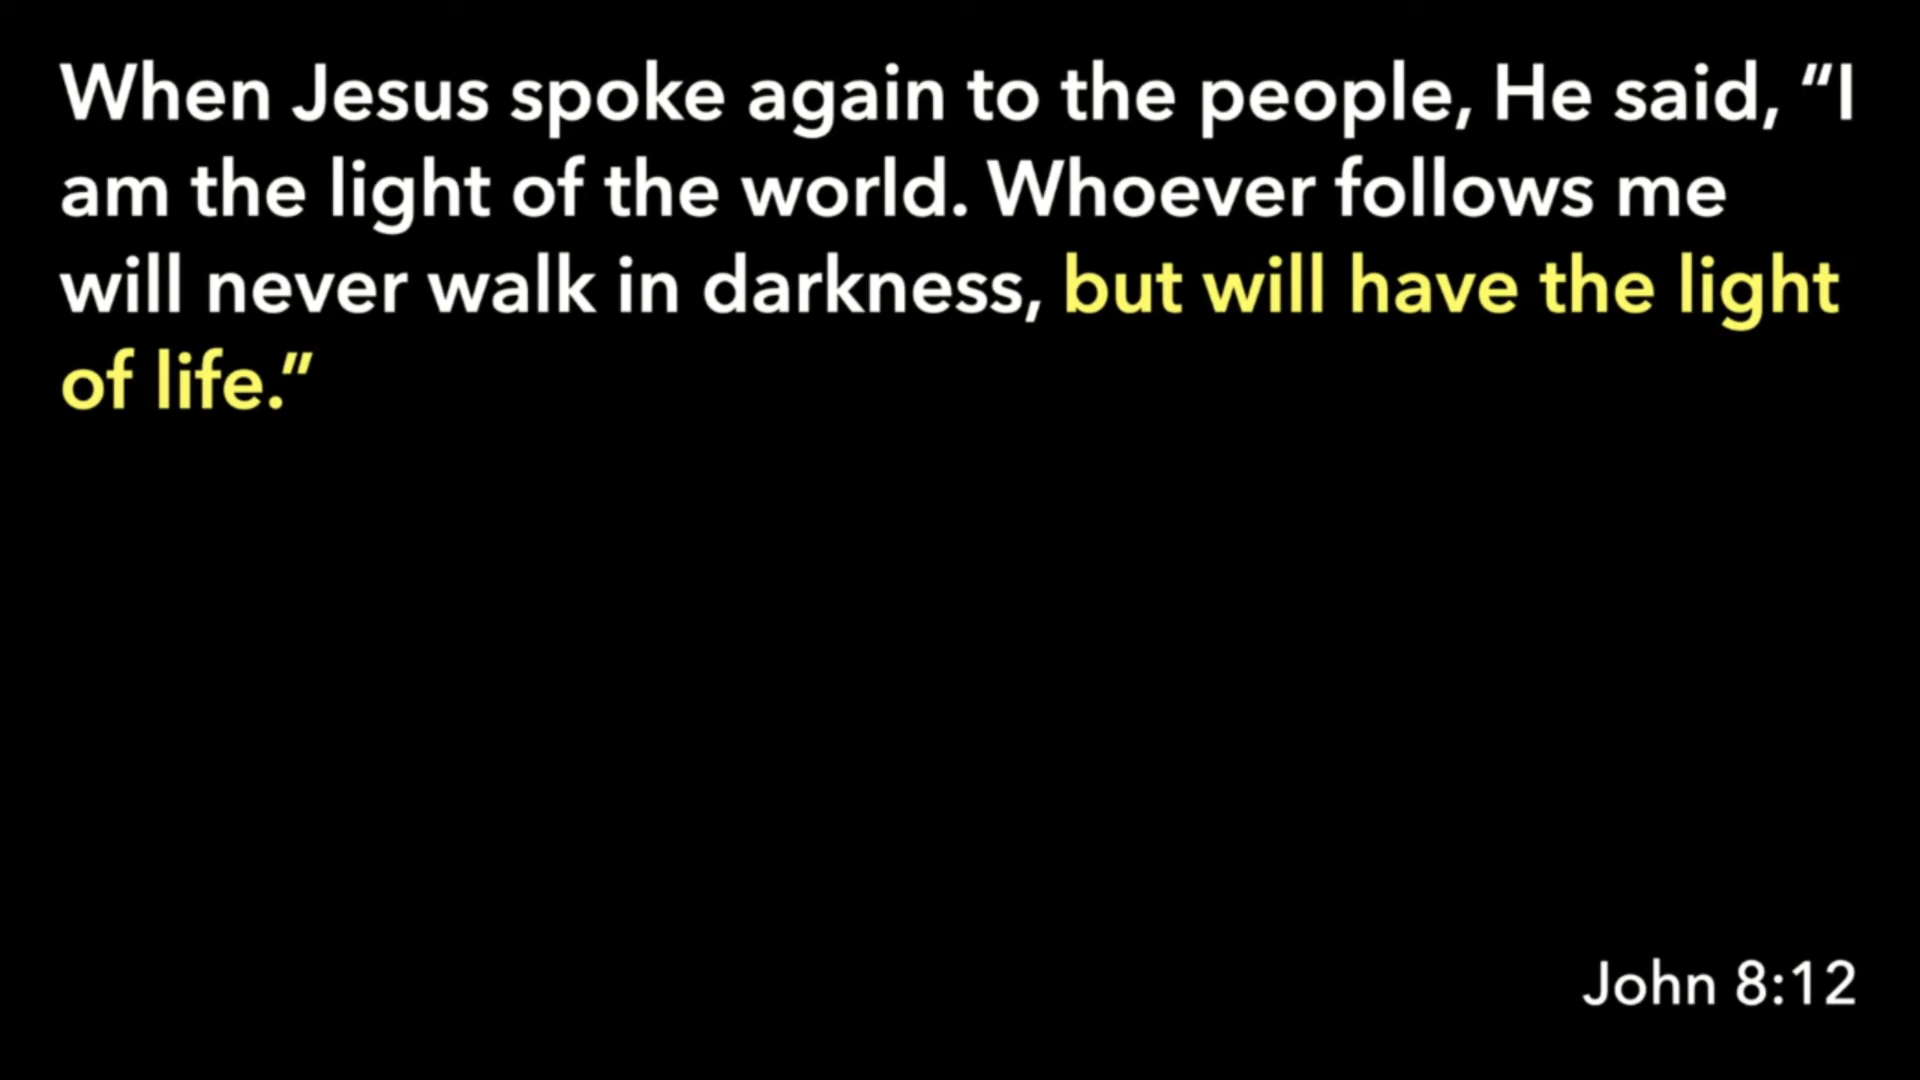 When Jesus spoke again to the people, He said, “I
am the light of the world. Whoever follows me
will never walk in darkness, but will have the light
of life.”
John 8:12